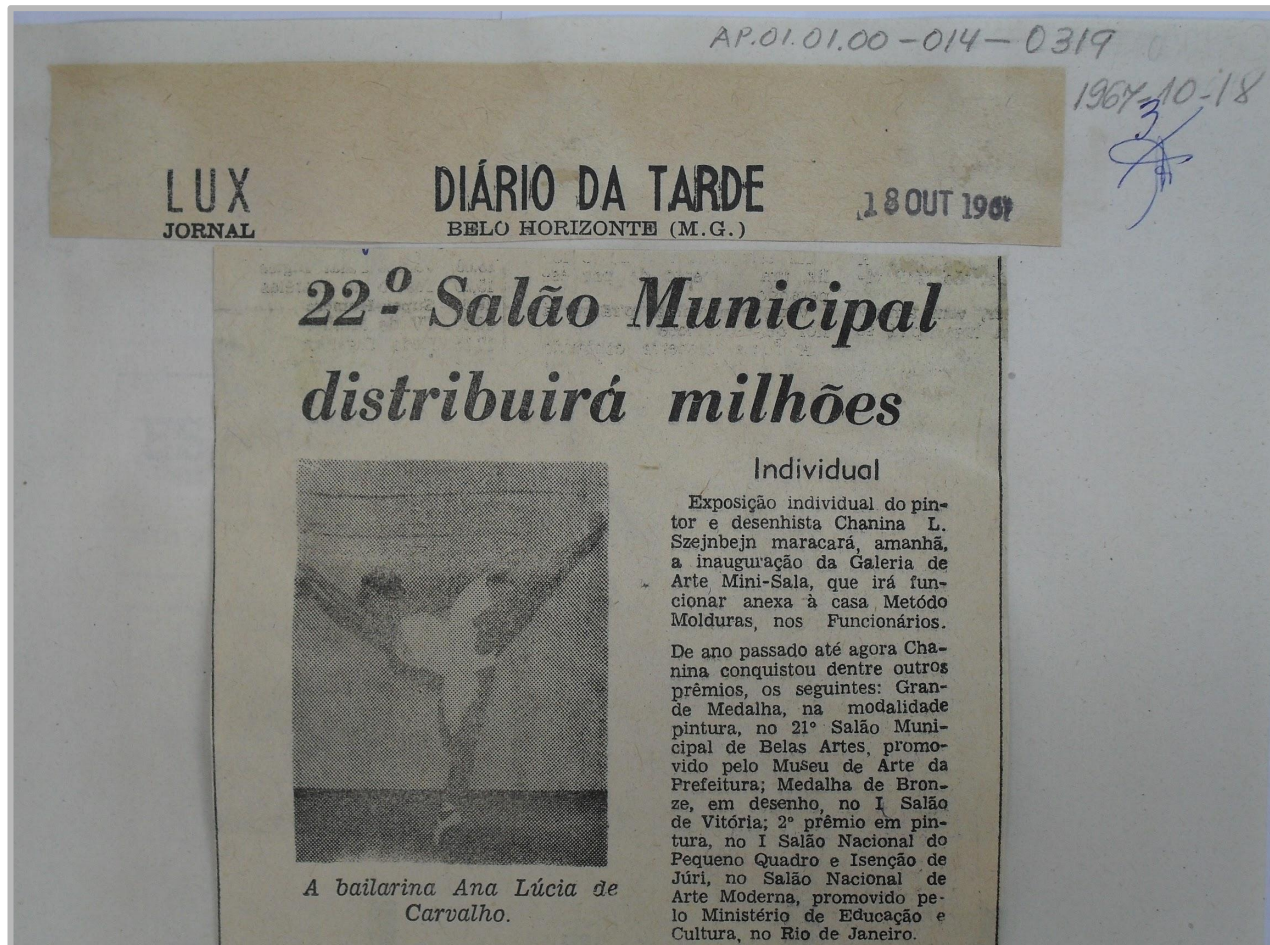 AP.01.01.00-014-0319
1967-10-18
3
LUX
JORNAL
DIÁRIO DA TARDE
BELO HORIZONTE (M.G.)
18 OUT 1967
22º Salão Municipal
distribuirá milhões
A bailarina Ana Lúcia de
Carvalho.
Individual
Exposição individual do pin-
tor e desenhista Chanina L.
Szejnbejn maracará, amanhã,
a inauguração da Galeria de
Arte Mini-Sala, que irá fun-
cionar anexa à casa Metódo
Molduras, nos Funcionários.
De ano passado até agora Cha-
nina conquistou dentre outros
prêmios, os seguintes: Gran-
de Medalha, na modalidade
pintura, no 21º Salão Muni-
cipal de Belas Artes, promo-
vido pelo Museu de Arte da
Prefeitura; Medalha de Bron-
ze, em desenho, no I Salão
de Vitória; 2º prêmio em pin-
tura, no I Salão Nacional do
Pequeno Quadro e Isenção de
Júri, no Salão Nacional de
Arte Moderna, promovido pe-
lo Ministério de Educação e
Cultura, no Rio de Janeiro.